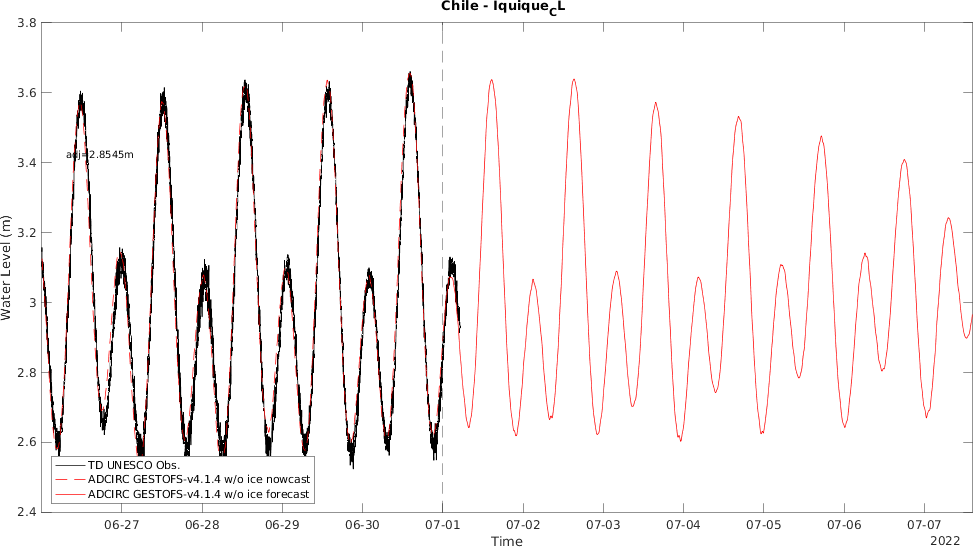 Chile - Iquique_CL
3.8
3.6
3.4
3.2
3
2.8
2.6
2.4
Water Level (m)
adj=2.8545m
TD UNESCO Obs.
ADCIRC GESTOFS-v4.1.4 w/o ice nowcast
ADCIRC GESTOFS-v4.1.4 w/o ice forecast
06-27 06-28 06-29 06-30 07-01 07-02 07-03 07-04 07-05 07-06 07-07
Time
2022